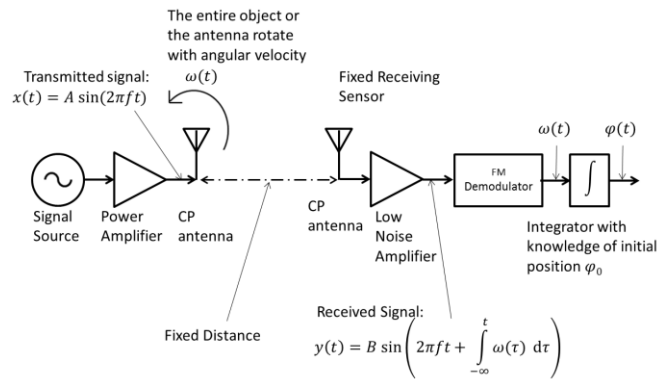 The entire object or
the antenna rotate
with angular velocity
ω(t)
Transmitted signal:
x(t) = A sin(2πft)
Fixed Receiving
Sensor
ω(t)
φ(t)
FM
Demodulator
∫
Signal
Source
Power
Amplifier
CP
antenna
CP
antenna
Low
Noise
Amplifier
Integrator with
knowledge of initial
position φ₀
Fixed Distance
Received Signal:
y(t) = B sin(2πft + ∫_{-∞}^{t} ω(τ) dτ)